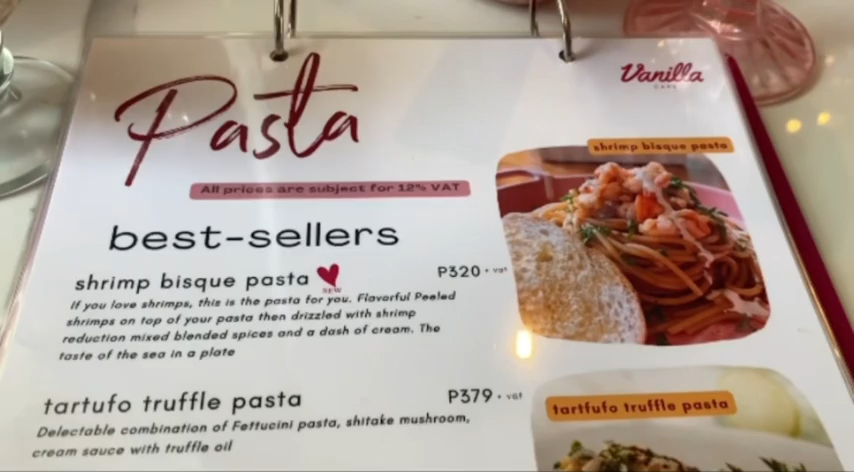 Pasta
Vanilla
CAFE
shrimp bisque pasta
All prices are subject for 12% VAT
best-sellers
shrimp bisque pasta
NEW
P320 + vat
If you love shrimps, this is the pasta for you. Flavorful Peeled
shrimps on top of your pasta then drizzled with shrimp
reduction mixed blended spices and a dash of cream. The
taste of the sea in a plate
tartufo truffle pasta
P379 + vat
tartfufo truffle pasta
Delectable combination of Fettucini pasta, shitake mushroom,
cream sauce with truffle oil